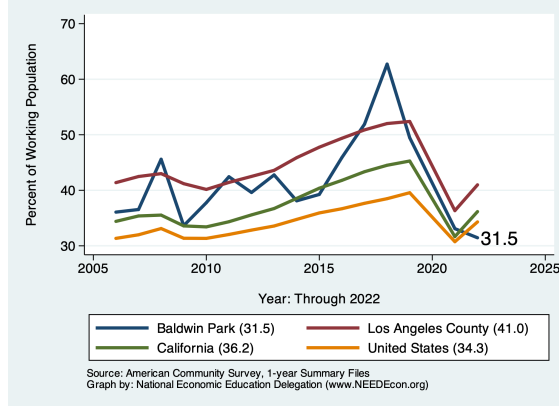 Percent of Working Population
70
60
50
40
30
31.5
2005
2010
2015
2020
2025
Year: Through 2022
Baldwin Park (31.5)
Los Angeles County (41.0)
California (36.2)
United States (34.3)
Source: American Community Survey, 1-year Summary Files
Graph by: National Economic Education Delegation (www.NEEDEcon.org)